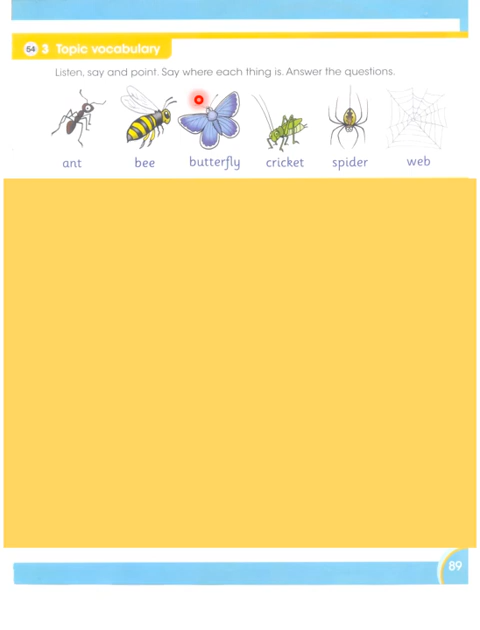 54 3 Topic vocabulary
Listen, say and point. Say where each thing is. Answer the questions.
ant bee butterfly cricket spider web
89